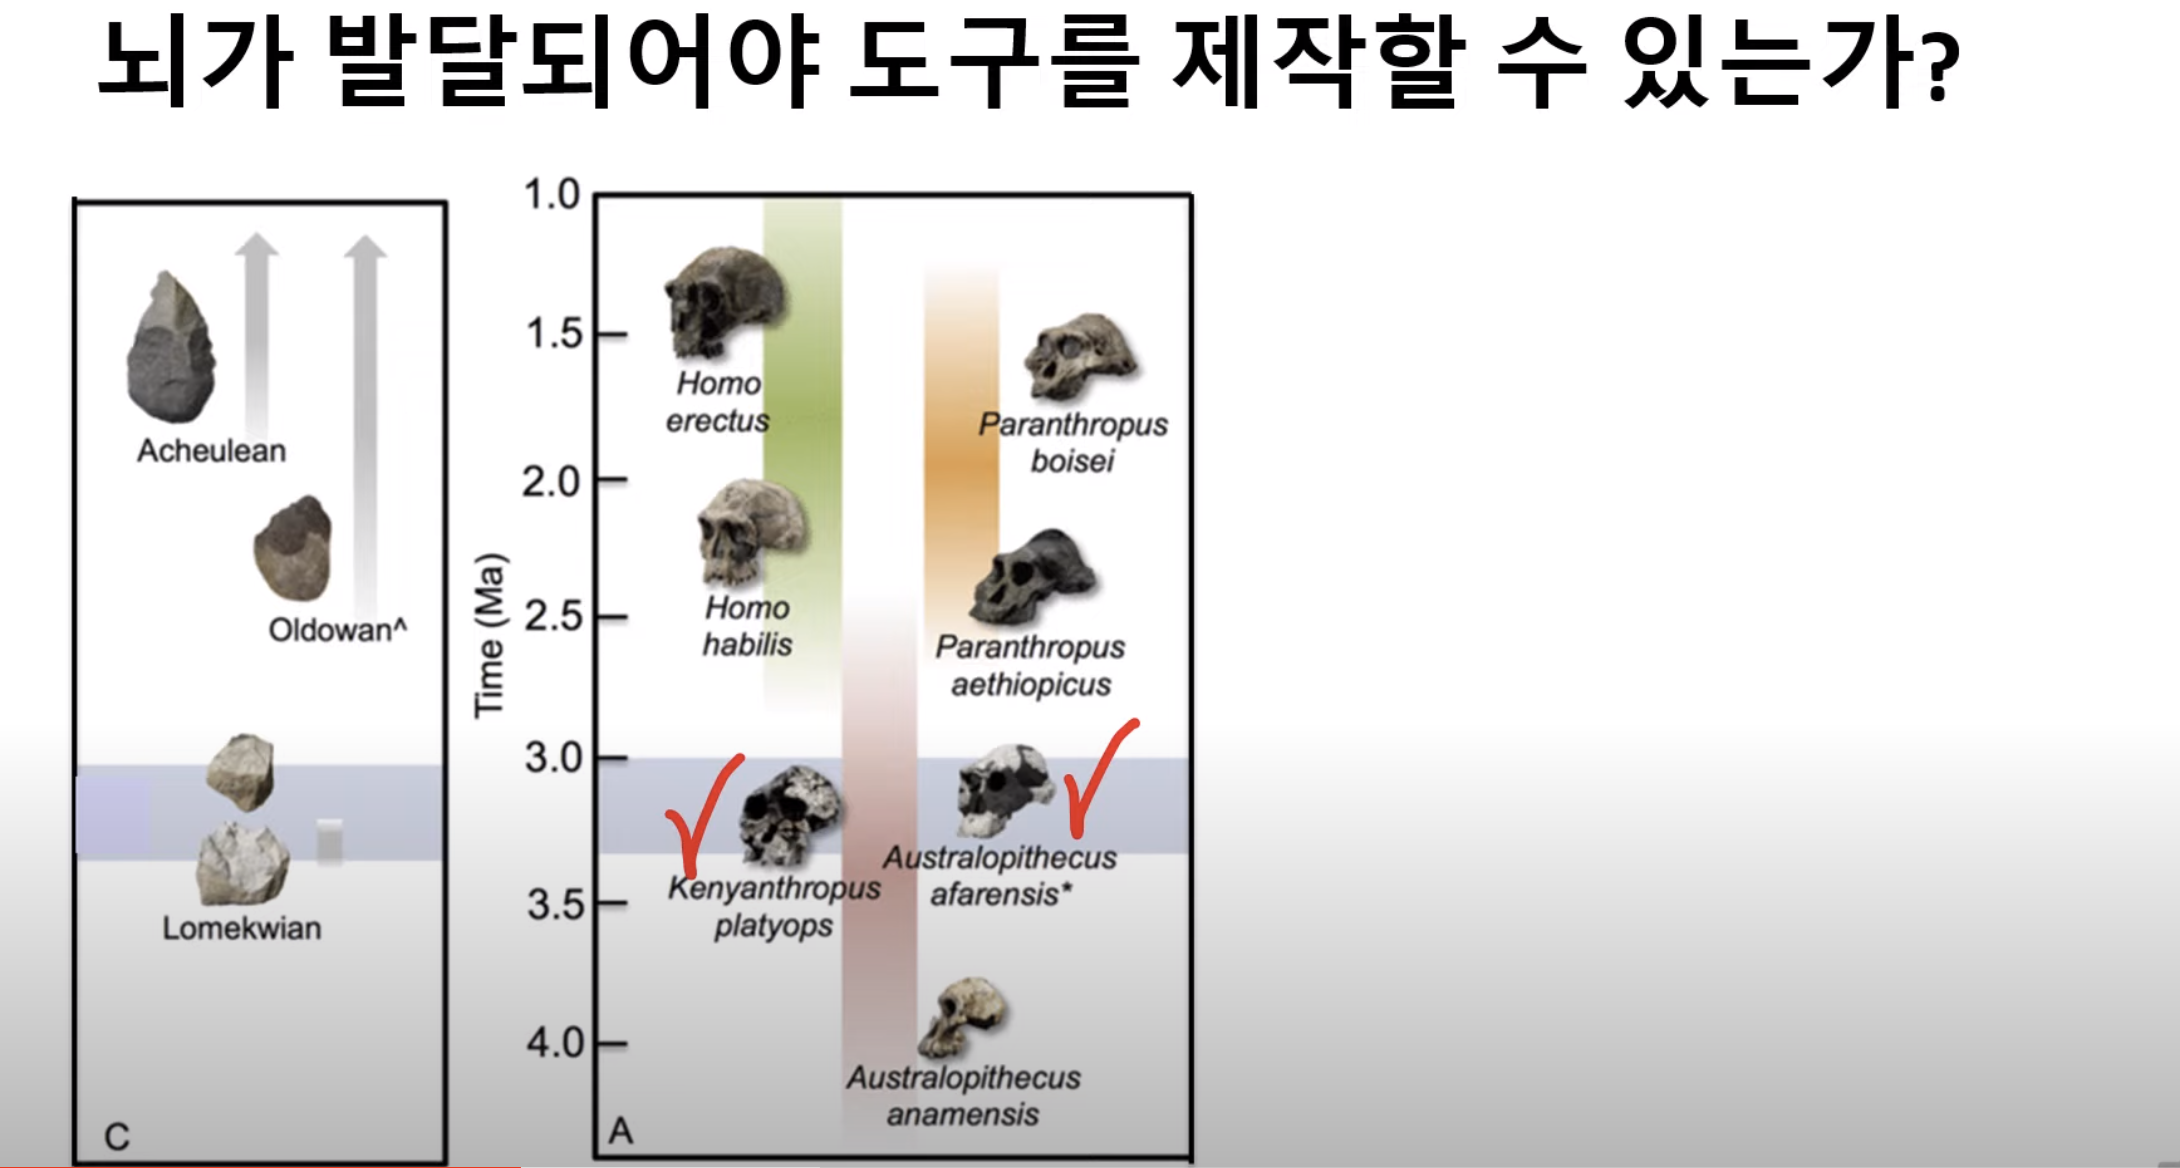 뇌가 발달되어야 도구를 제작할 수 있는가?
Acheulean
Oldowan^
Lomekwian
C
Time (Ma)
1.0
1.5
2.0
2.5
3.0
3.5
4.0
Homo
erectus
Paranthropus
boisei
Homo
habilis
Paranthropus
aethiopicus
Kenyanthropus
platyops
Australopithecus
afarensis*
Australopithecus
anamensis
A